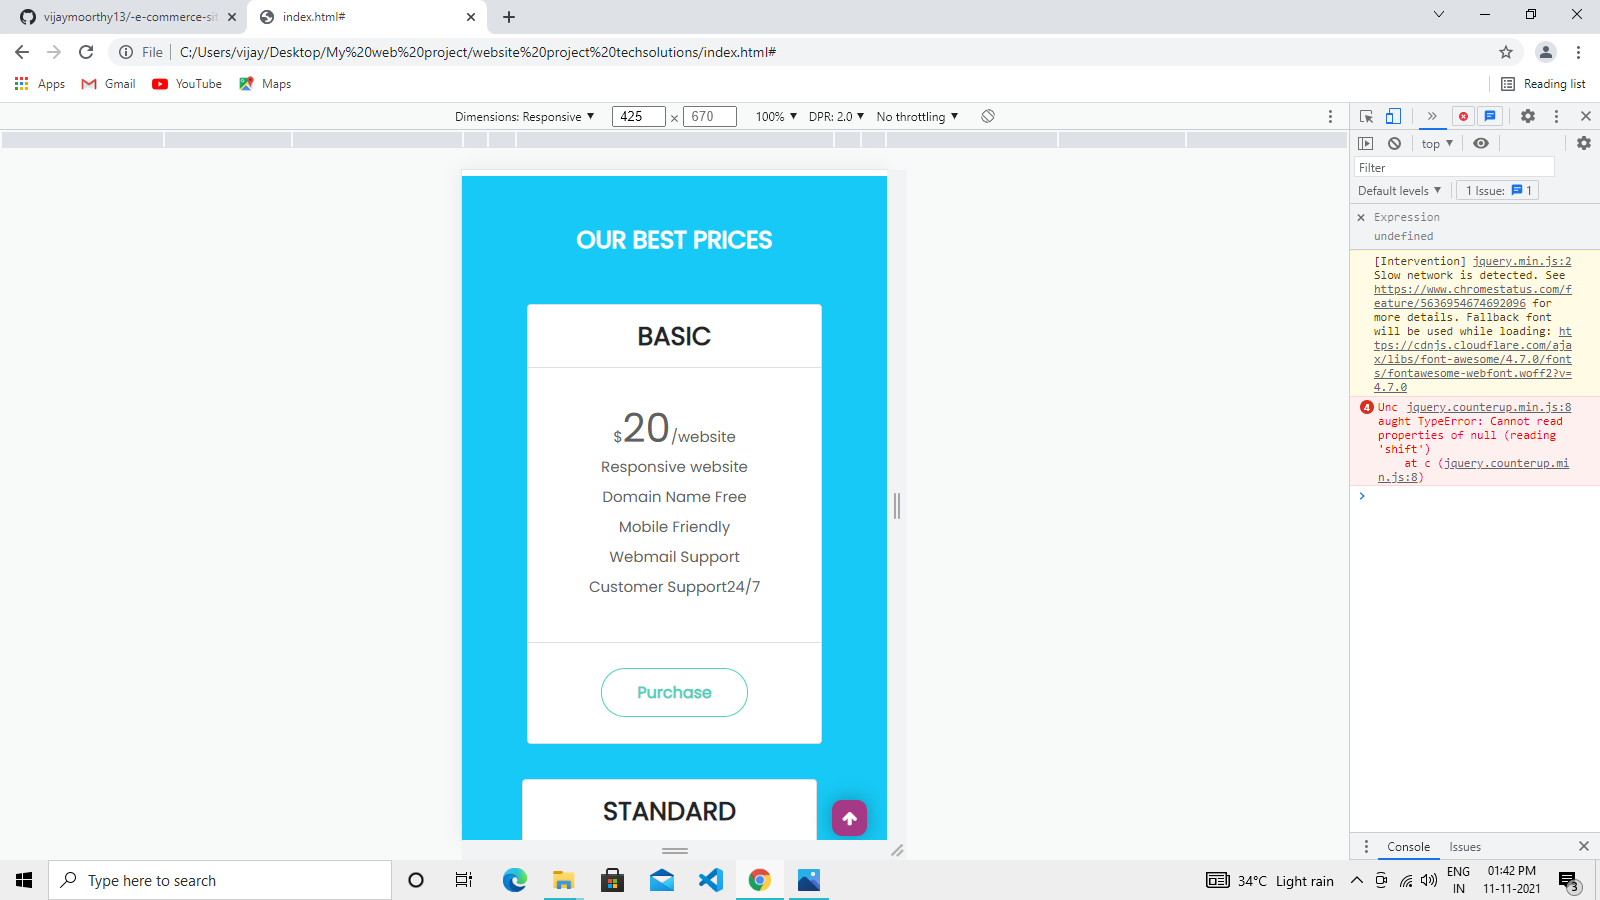 vijaymoorthy13/-e-commerce-sit
index.html#
File
C:/Users/vijay/Desktop/My%20web%20project/website%20project%20techsolutions/index.html#
Apps
Gmail
YouTube
Maps
Reading list
Dimensions: Responsive ▼
425 × 670
100% ▼
DPR: 2.0 ▼
No throttling ▼
OUR BEST PRICES
BASIC
$20/website
Responsive website
Domain Name Free
Mobile Friendly
Webmail Support
Customer Support24/7
Purchase
STANDARD
top ▼
Filter
Default levels ▼
1 Issue: 1
Expression
undefined
[Intervention] jquery.min.js:2
Slow network is detected. See
https://www.chromestatus.com/f
eature/5636954674692096 for
more details. Fallback font
will be used while loading: ht
tps://cdnjs.cloudflare.com/aja
x/libs/font-awesome/4.7.0/font
s/fontawesome-webfont.woff2?v=
4.7.0
4 Unc jquery.counterup.min.js:8
aught TypeError: Cannot read
properties of null (reading
'shift')
at c (jquery.counterup.mi
n.js:8)
Console
Issues
Type here to search
34°C Light rain
ENG
IN
01:42 PM
11-11-2021
3